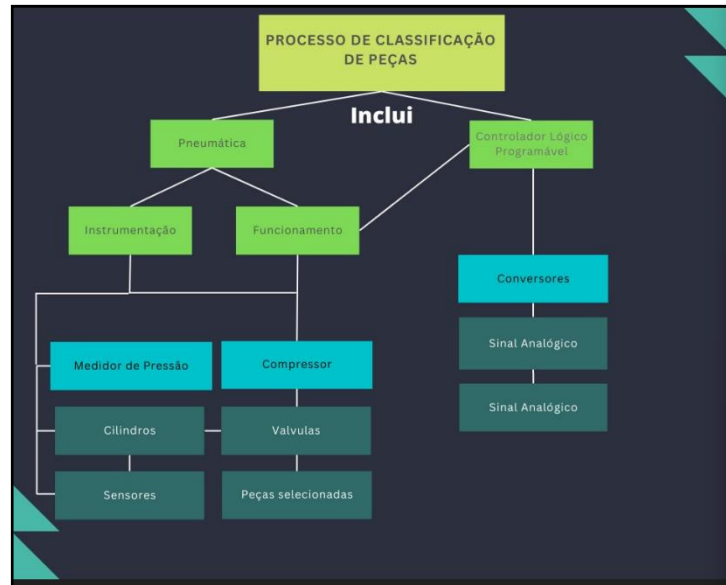 PROCESSO DE CLASSIFICAÇÃO
DE PEÇAS
Inclui
Pneumática
Controlador Lógico
Programável
Instrumentação
Funcionamento
Conversores
Sinal Analógico
Medidor de Pressão
Compressor
Sinal Analógico
Cilindros
Valvulas
Sensores
Peças selecionadas